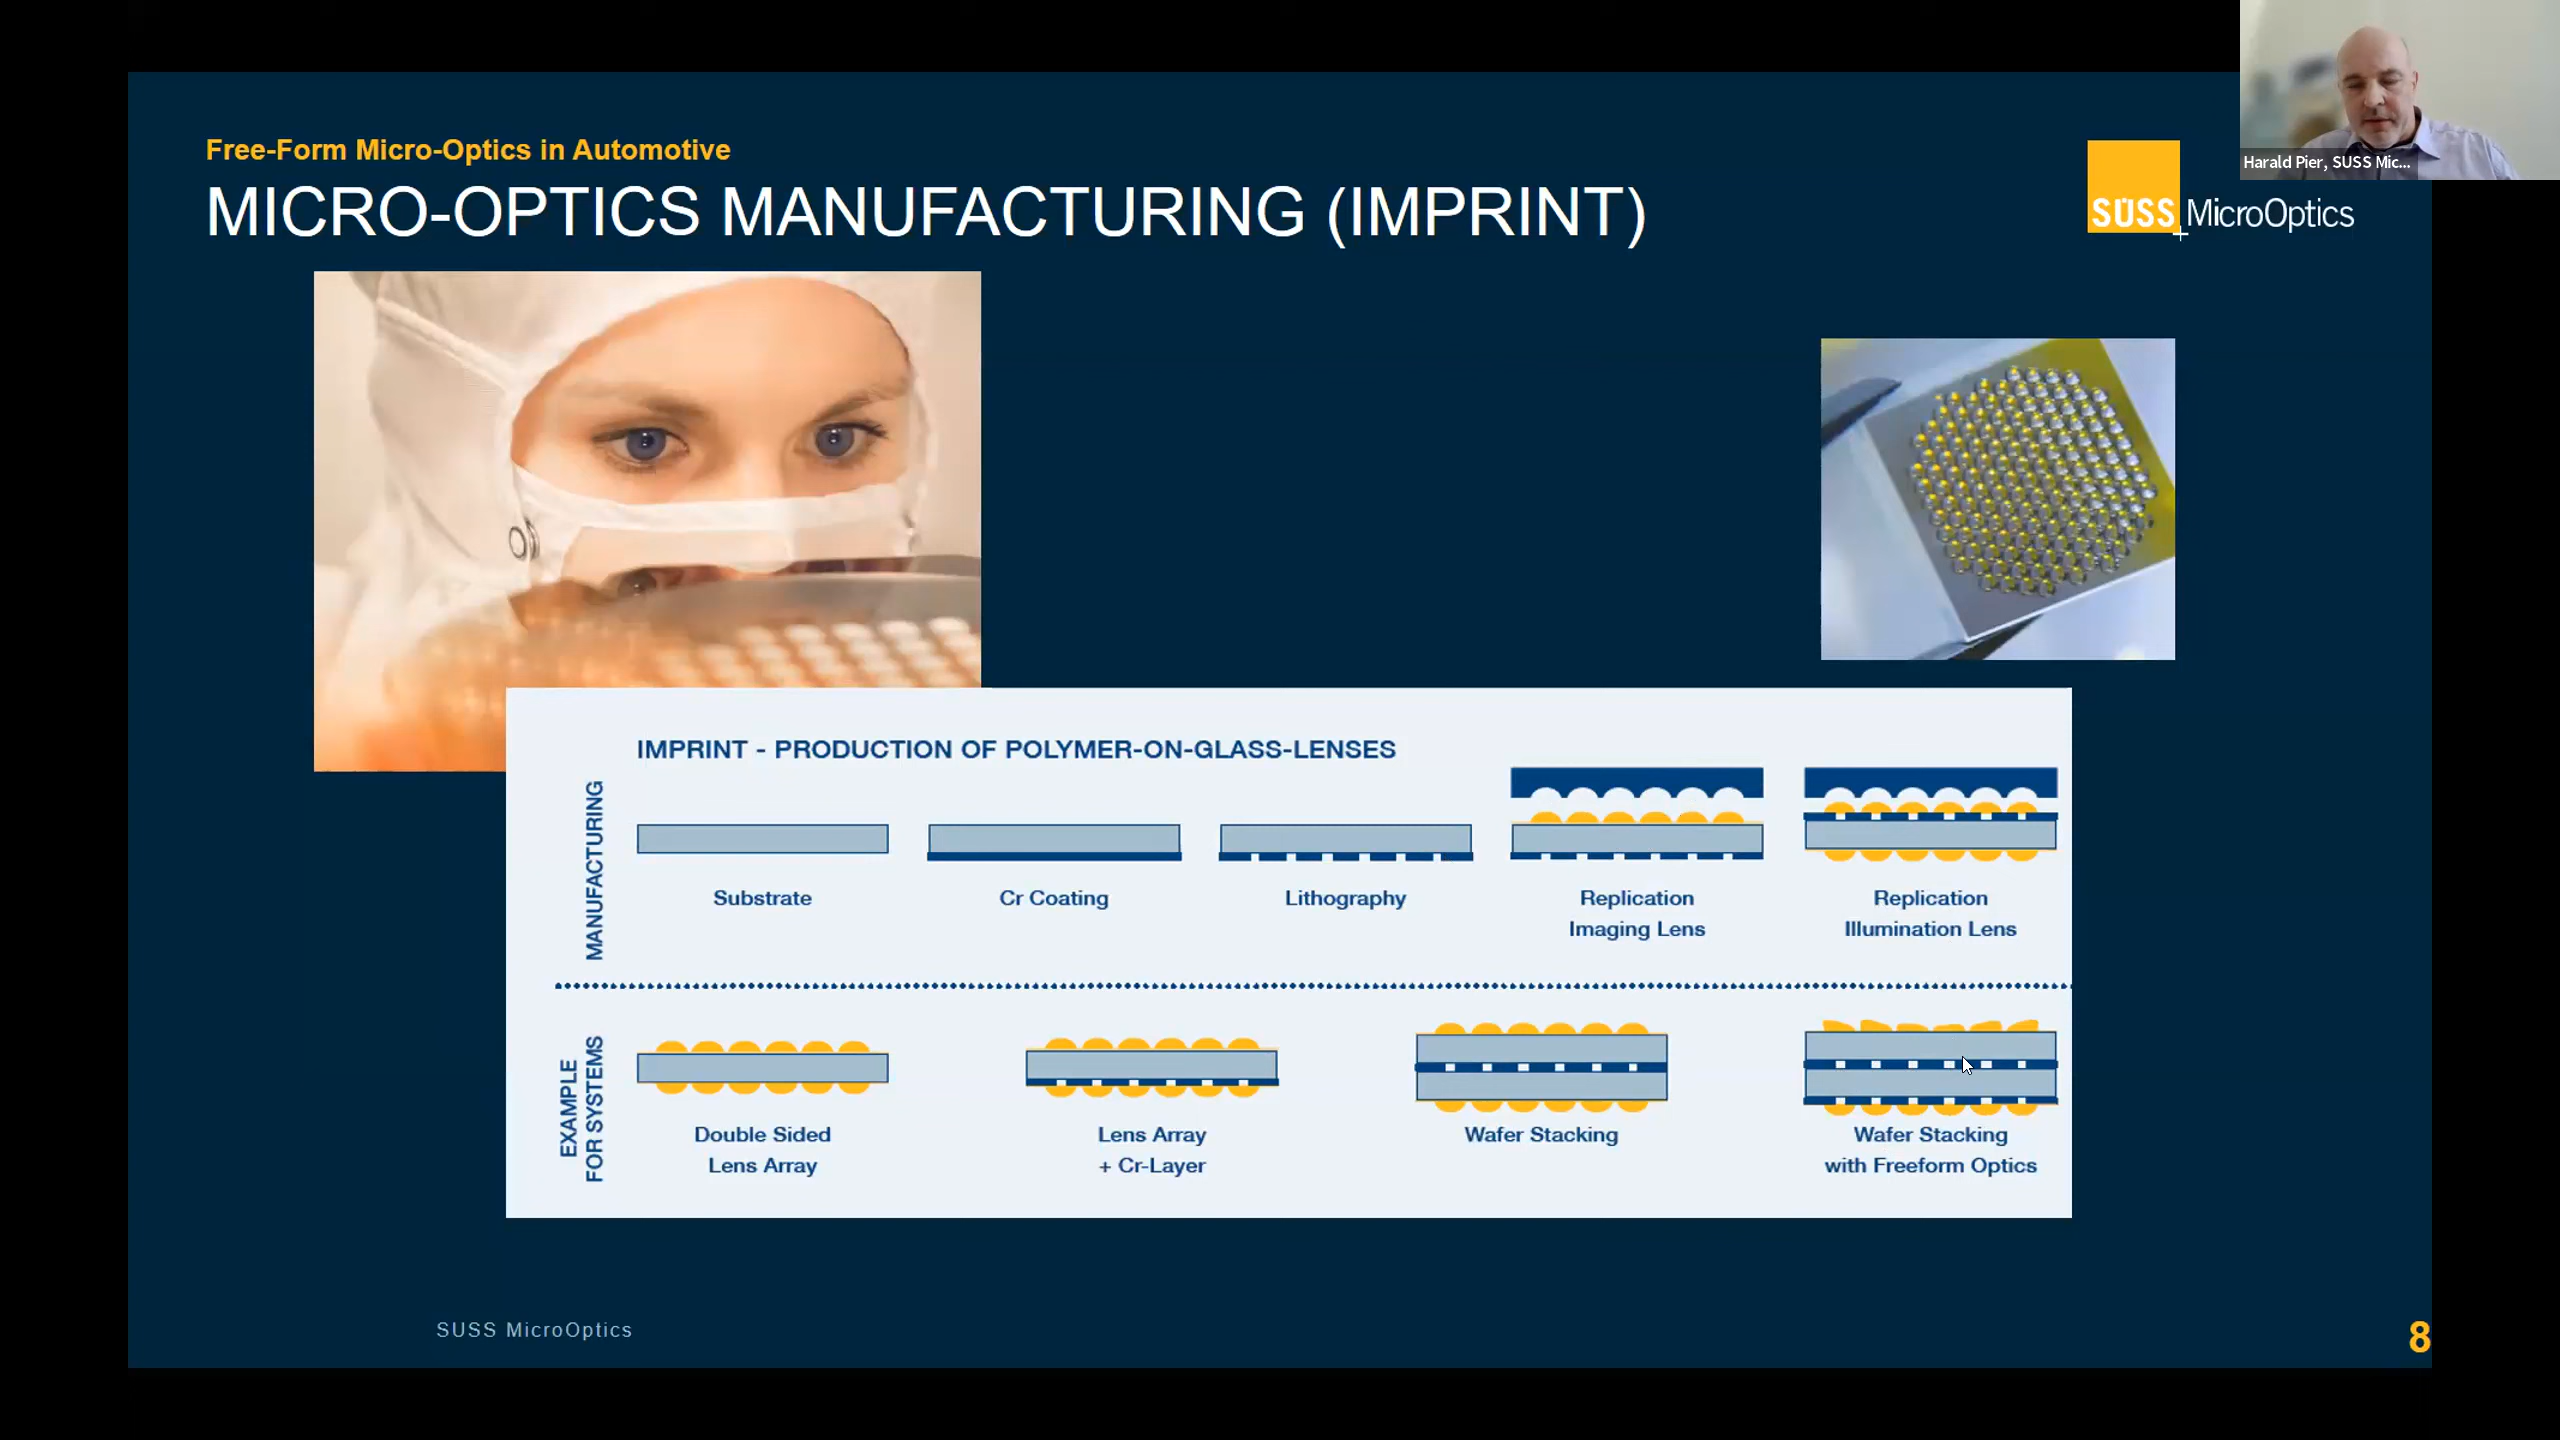 Harald Pier, SUSS Mic...
Free-Form Micro-Optics in Automotive
MICRO-OPTICS MANUFACTURING (IMPRINT)
SUSS MicroOptics
IMPRINT - PRODUCTION OF POLYMER-ON-GLASS-LENSES
MANUFACTURING
Substrate
Cr Coating
Lithography
Replication
Imaging Lens
Replication
Illumination Lens
EXAMPLE
FOR SYSTEMS
Double Sided
Lens Array
Lens Array
+ Cr-Layer
Wafer Stacking
Wafer Stacking
with Freeform Optics
SUSS MicroOptics
8